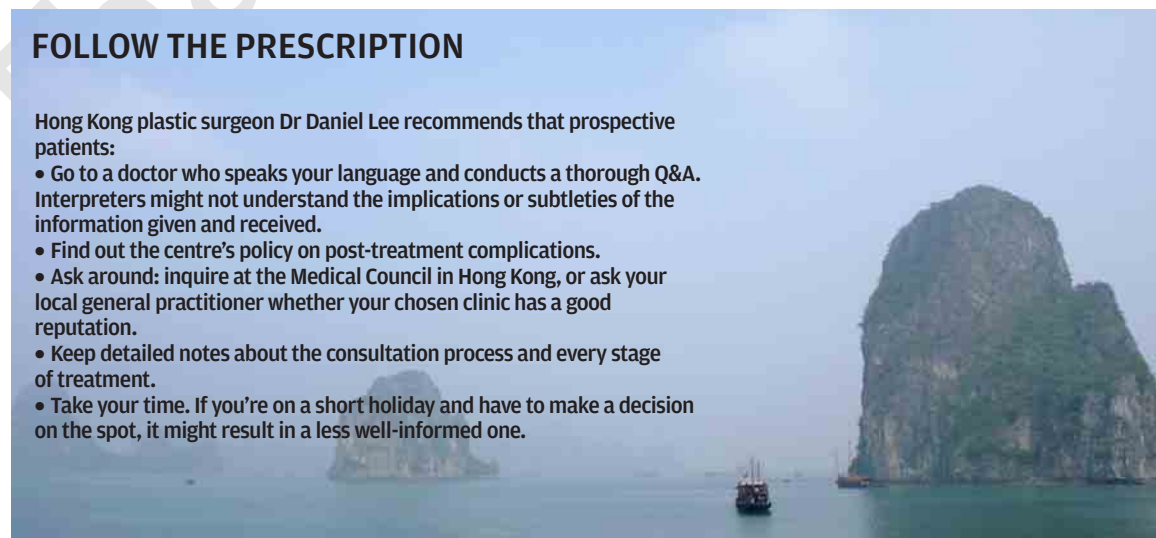 FOLLOW THE PRESCRIPTION
Hong Kong plastic surgeon Dr Daniel Lee recommends that prospective
patients:
• Go to a doctor who speaks your language and conducts a thorough Q&A.
Interpreters might not understand the implications or subtleties of the
information given and received.
• Find out the centre’s policy on post-treatment complications.
• Ask around: inquire at the Medical Council in Hong Kong, or ask your
local general practitioner whether your chosen clinic has a good
reputation.
• Keep detailed notes about the consultation process and every stage
of treatment.
• Take your time. If you’re on a short holiday and have to make a decision
on the spot, it might result in a less well-informed one.